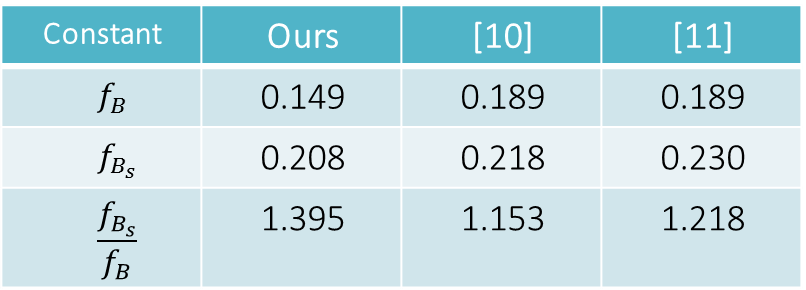 Constant Ours [10] [11]
f_B 0.149 0.189 0.189
f_{B_s} 0.208 0.218 0.230
f_{B_s}/f_B 1.395 1.153 1.218